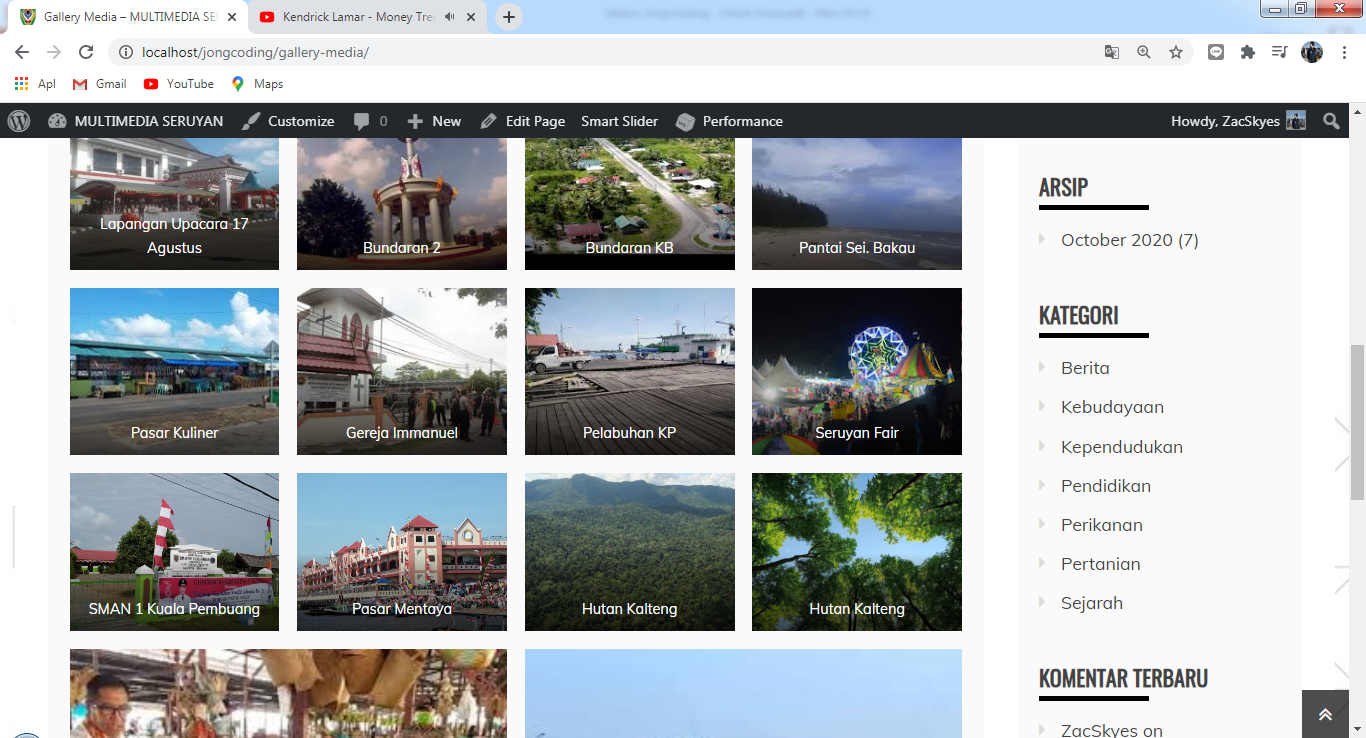 Gallery Media – MULTIMEDIA SER
Kendrick Lamar - Money Tree
localhost/jongcoding/gallery-media/
Apl
Gmail
YouTube
Maps
MULTIMEDIA SERUYAN
Customize
0
New
Edit Page
Smart Slider
Performance
Howdy, ZacSkyes
Lapangan Upacara 17
Agustus
Bundaran 2
Bundaran KB
Pantai Sei. Bakau
Pasar Kuliner
Gereja Immanuel
Pelabuhan KP
Seruyan Fair
SMAN 1 Kuala Pembuang
Pasar Mentaya
Hutan Kalteng
Hutan Kalteng
ARSIP
October 2020 (7)
KATEGORI
Berita
Kebudayaan
Kependudukan
Pendidikan
Perikanan
Pertanian
Sejarah
KOMENTAR TERBARU
ZacSkyes on